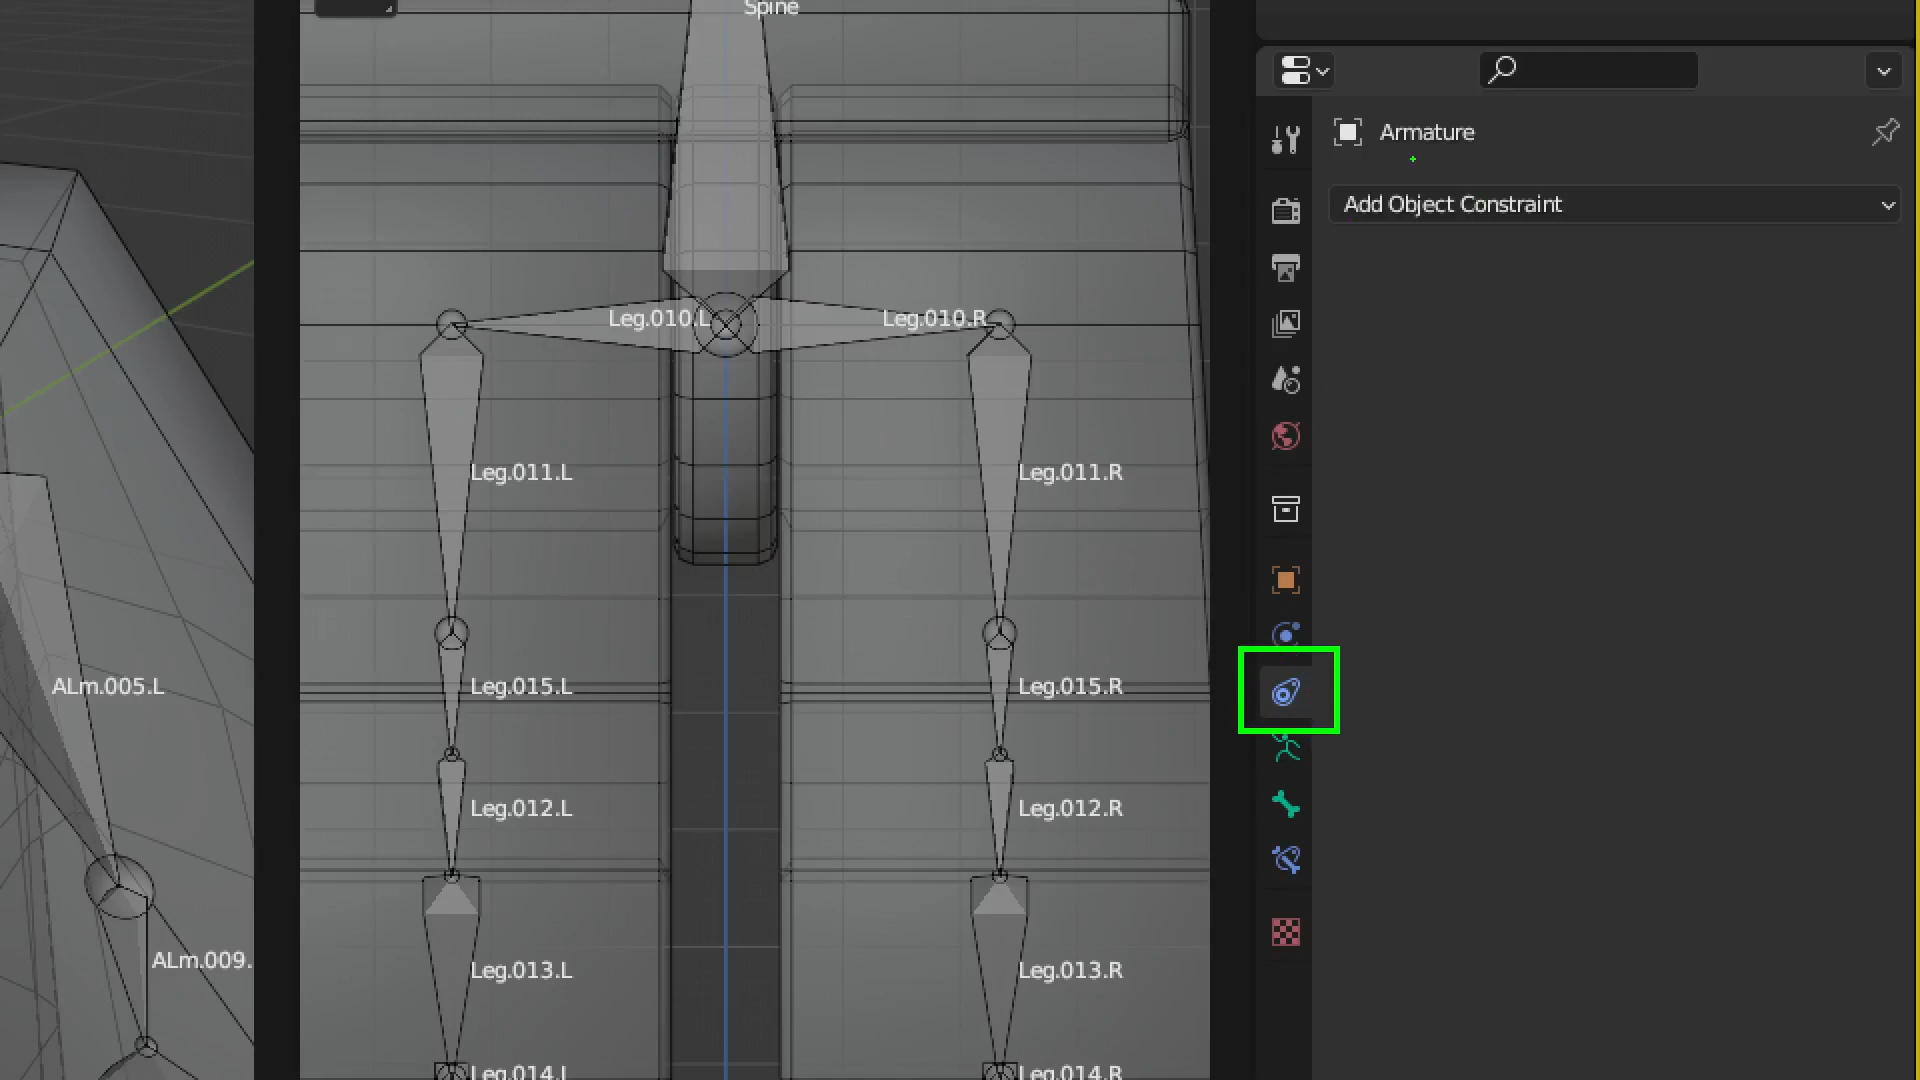 Spine
Armature
Add Object Constraint
Leg.010.L
Leg.010.R
Leg.011.L
Leg.011.R
ALm.005.L
Leg.015.L
Leg.015.R
Leg.012.L
Leg.012.R
ALm.009.
Leg.013.L
Leg.013.R
Leg.014.L
Leg.014.R